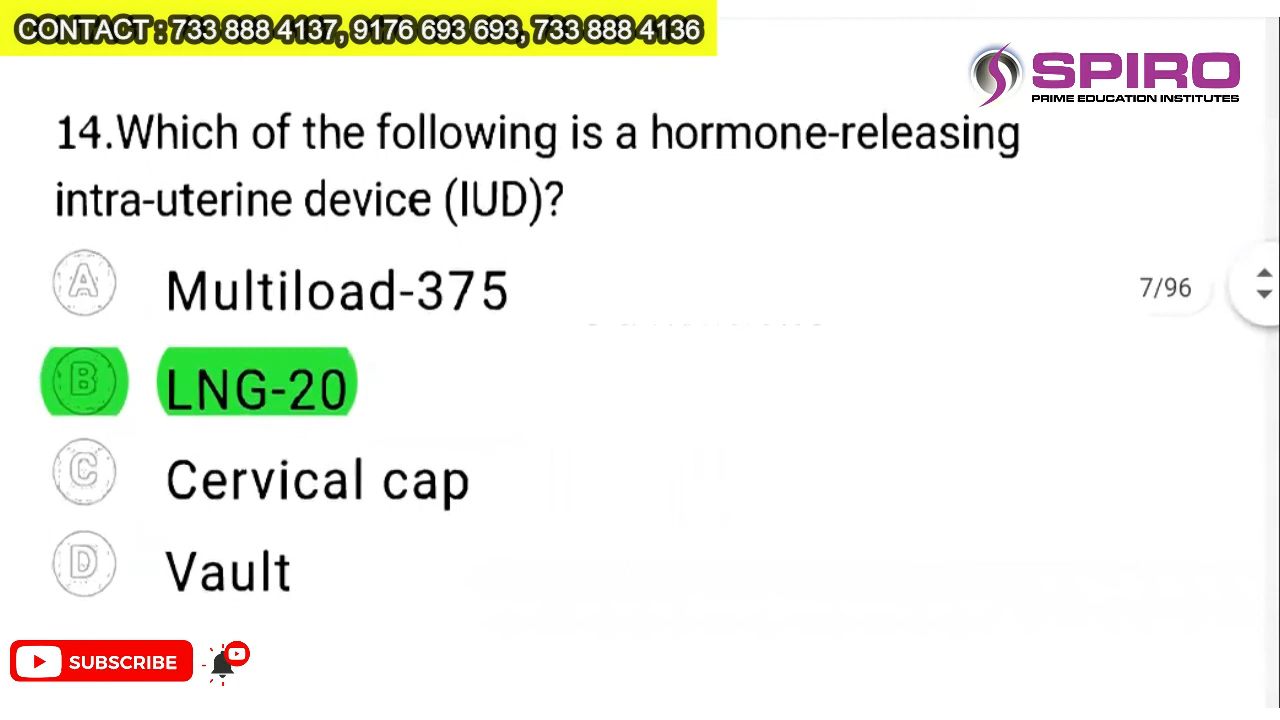 CONTACT : 733 888 4137, 9176 693 693, 733 888 4136
SPIRO
PRIME EDUCATION INSTITUTES
14.Which of the following is a hormone-releasing
intra-uterine device (IUD)?
A Multiload-375
7/96
B LNG-20
C Cervical cap
D Vault
SUBSCRIBE